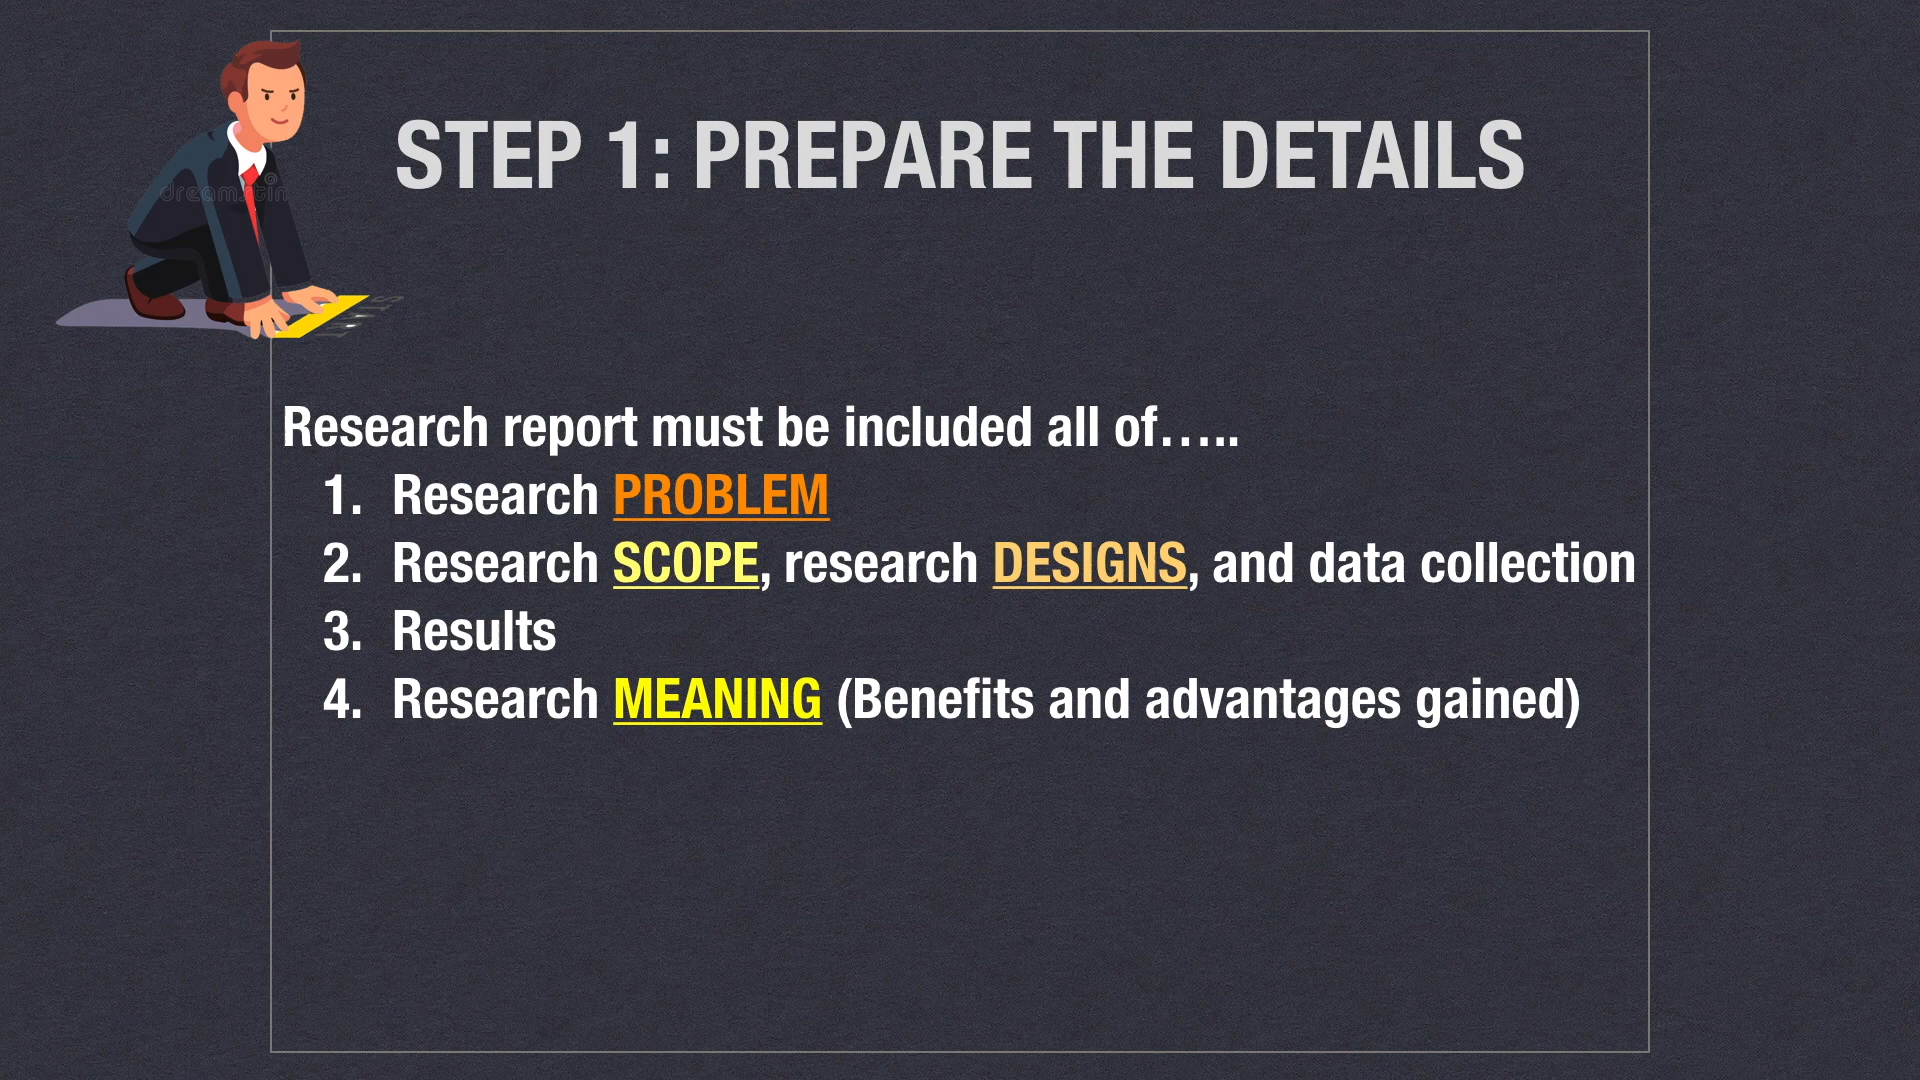 STEP 1: PREPARE THE DETAILS
dreamstin
Research report must be included all of…..
1. Research PROBLEM
2. Research SCOPE, research DESIGNS, and data collection
3. Results
4. Research MEANING (Benefits and advantages gained)